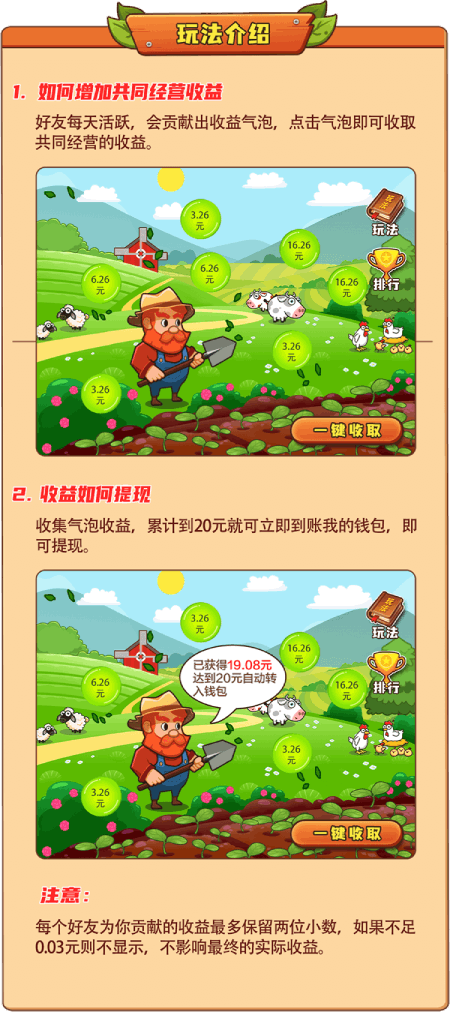 玩法介绍
1. 如何增加共同经营收益
好友每天活跃，会贡献出收益气泡，点击气泡即可收取
共同经营的收益。
3.26
元
16.26
元
6.26
元
6.26
元
16.26
元
3.26
元
3.26
元
玩法
排行
一键收取
2. 收益如何提现
收集气泡收益，累计到20元就可立即到账我的钱包，即
可提现。
3.26
元
16.26
元
已获得19.08元
达到20元自动转
入钱包
6.26
元
16.26
元
3.26
元
3.26
元
玩法
排行
一键收取
注意：
每个好友为你贡献的收益最多保留两位小数，如果不足
0.03元则不显示，不影响最终的实际收益。